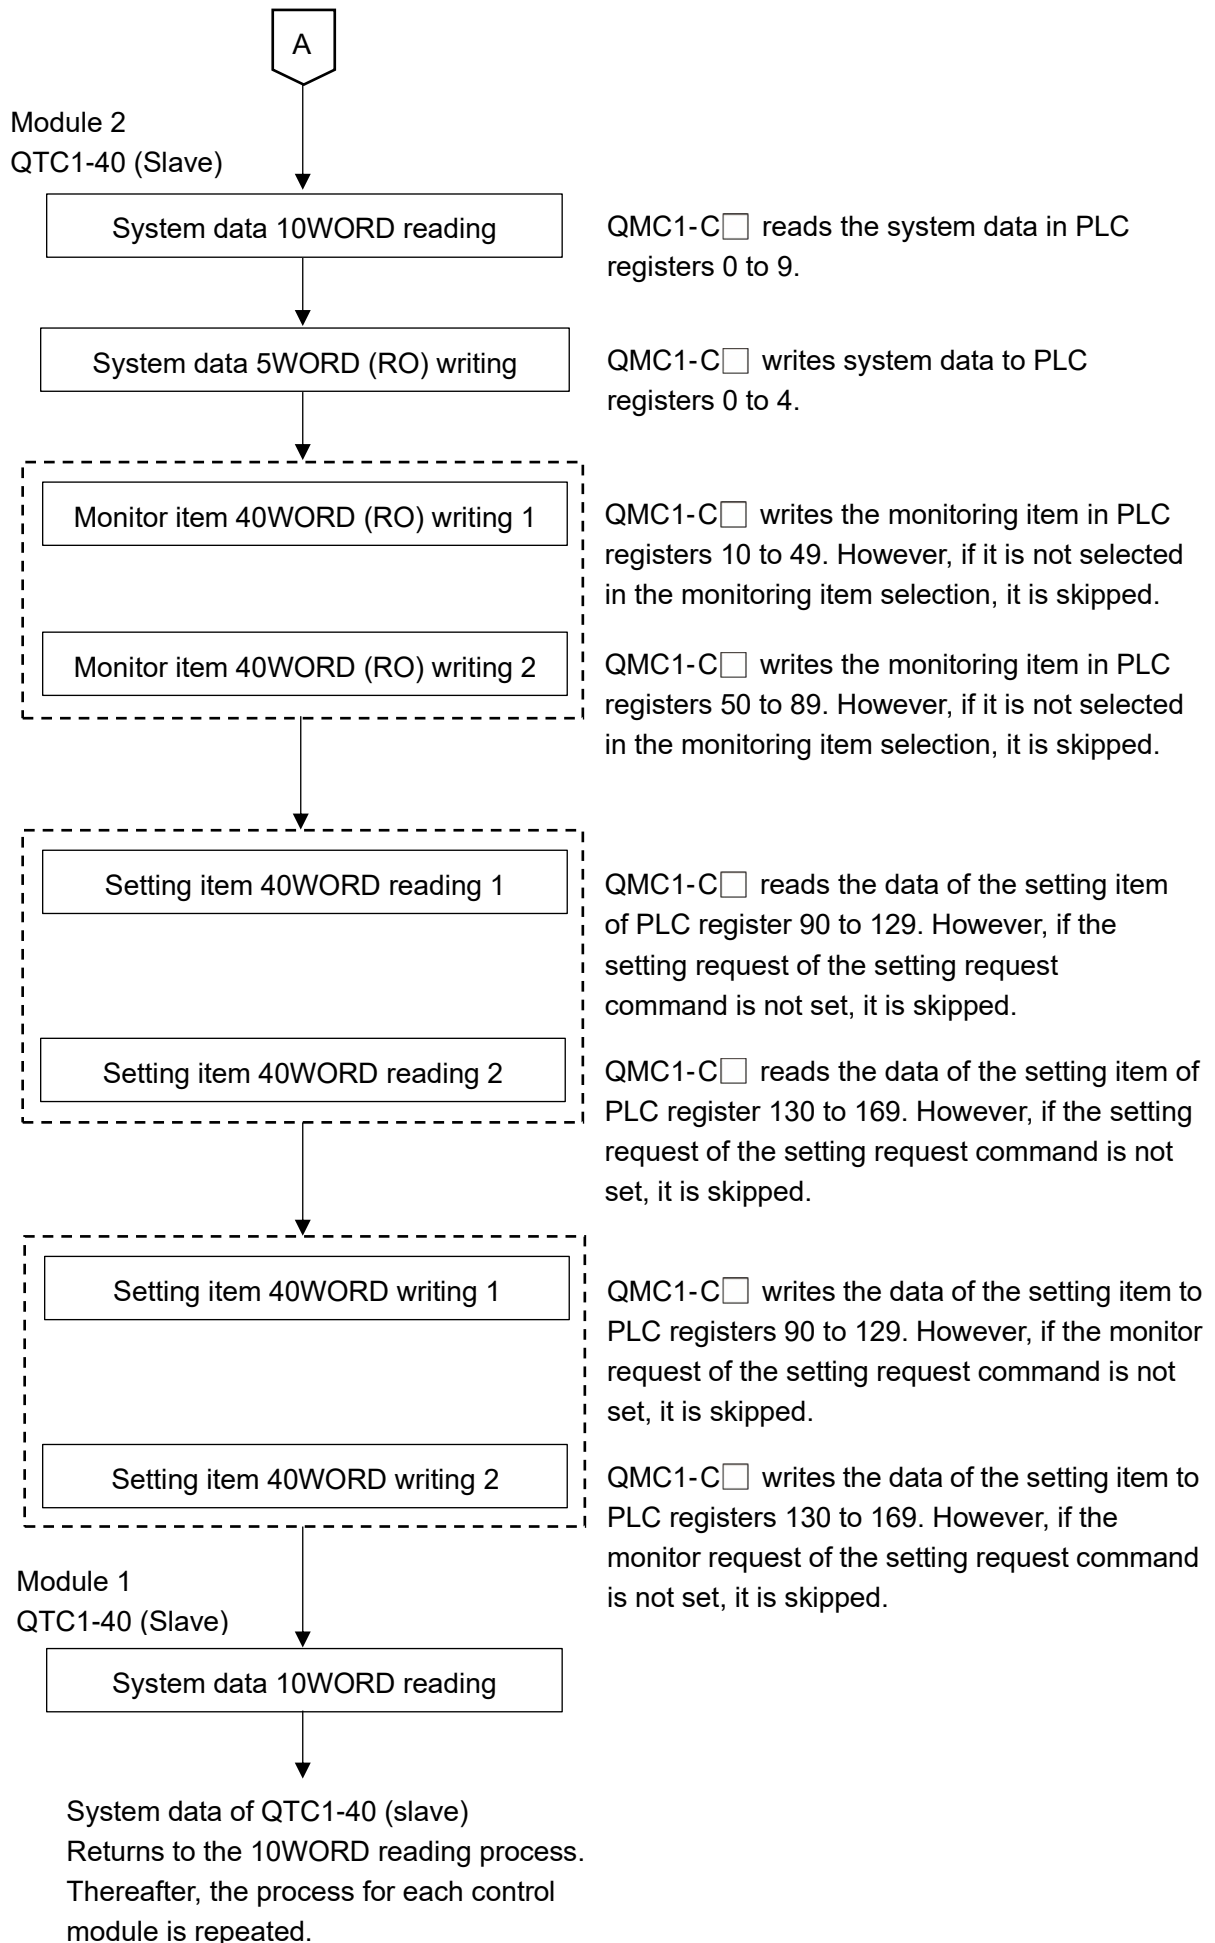 A
Module 2
QTC1-40 (Slave)
System data 10WORD reading
QMC1-C□ reads the system data in PLC
registers 0 to 9.
System data 5WORD (RO) writing
QMC1-C□ writes system data to PLC
registers 0 to 4.
Monitor item 40WORD (RO) writing 1
QMC1-C□ writes the monitoring item in PLC
registers 10 to 49. However, if it is not selected
in the monitoring item selection, it is skipped.
Monitor item 40WORD (RO) writing 2
QMC1-C□ writes the monitoring item in PLC
registers 50 to 89. However, if it is not selected
in the monitoring item selection, it is skipped.
Setting item 40WORD reading 1
QMC1-C□ reads the data of the setting item
of PLC register 90 to 129. However, if the
setting request of the setting request
command is not set, it is skipped.
Setting item 40WORD reading 2
QMC1-C□ reads the data of the setting item of
PLC register 130 to 169. However, if the setting
request of the setting request command is not
set, it is skipped.
Setting item 40WORD writing 1
QMC1-C□ writes the data of the setting item to
PLC registers 90 to 129. However, if the monitor
request of the setting request command is not
set, it is skipped.
Setting item 40WORD writing 2
QMC1-C□ writes the data of the setting item to
PLC registers 130 to 169. However, if the
monitor request of the setting request command
is not set, it is skipped.
Module 1
QTC1-40 (Slave)
System data 10WORD reading
System data of QTC1-40 (slave)
Returns to the 10WORD reading process.
Thereafter, the process for each control
module is repeated.